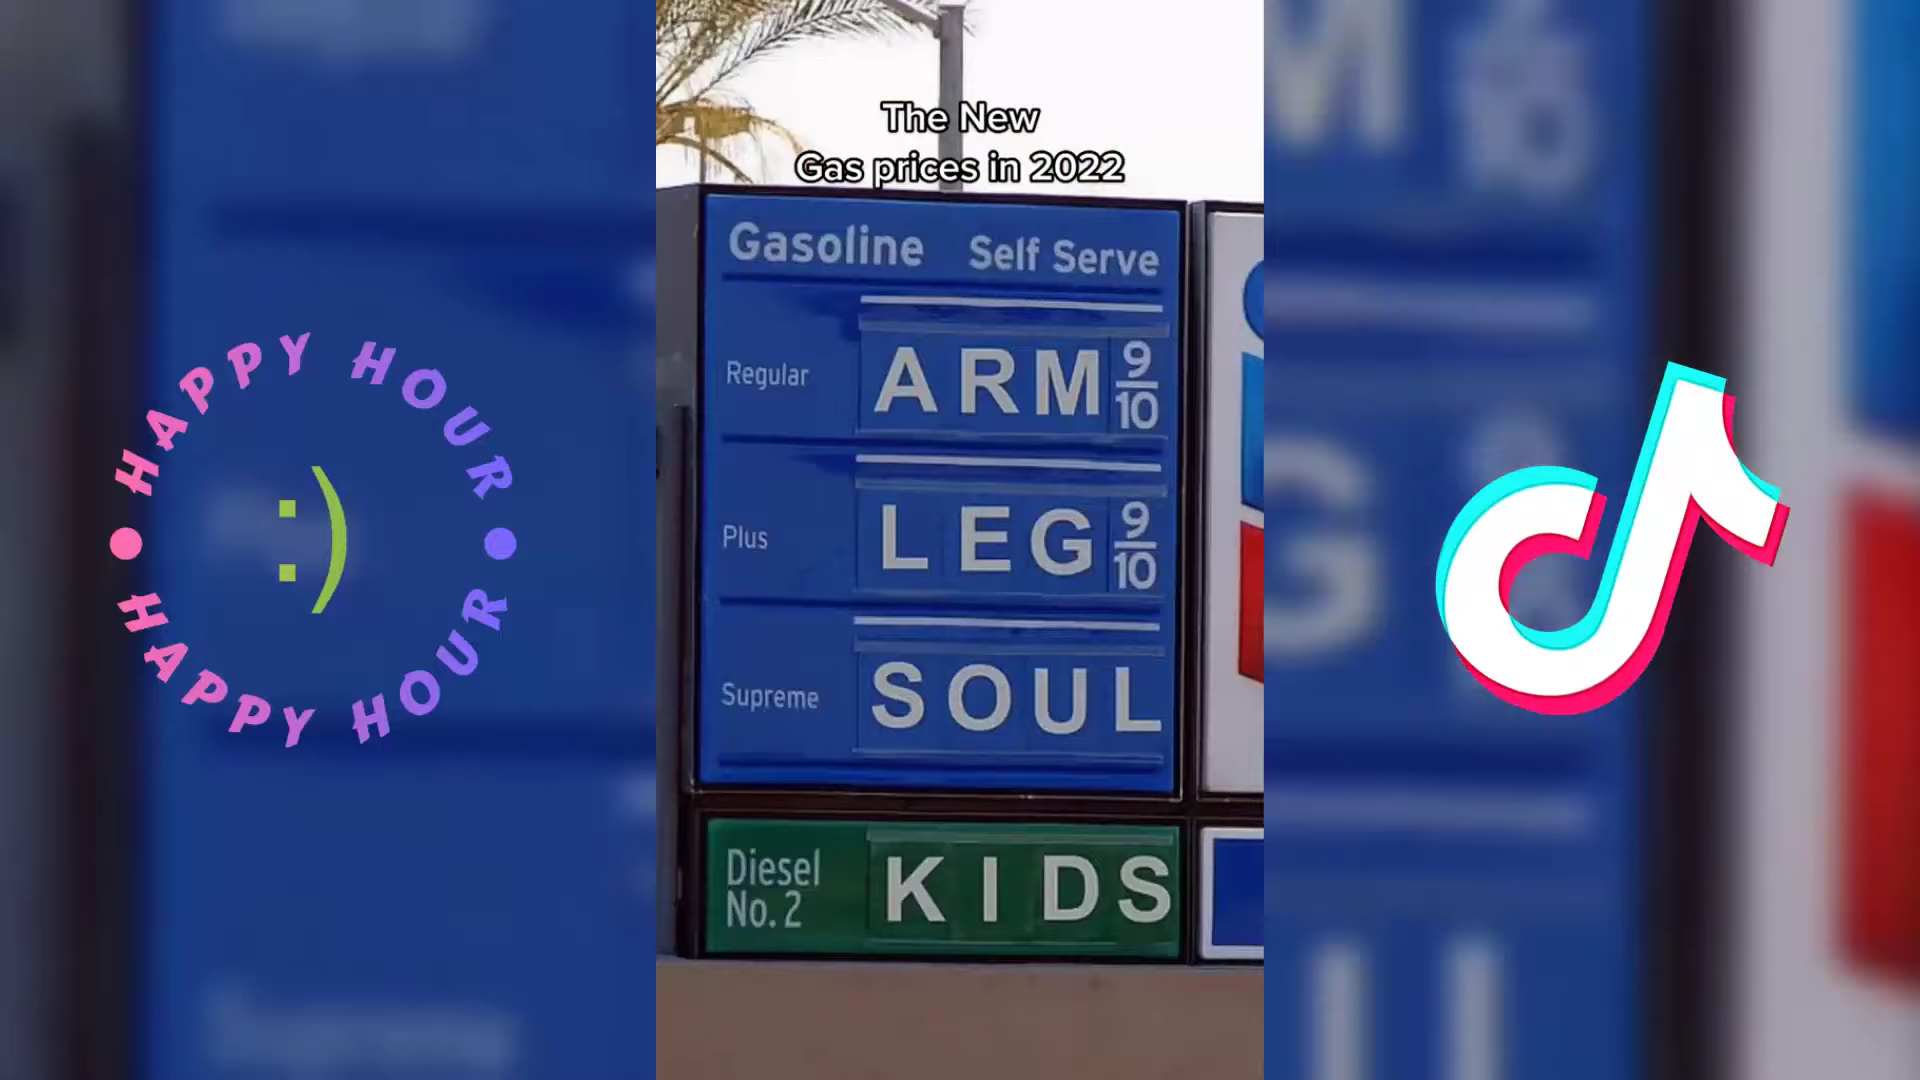 The New
Gas prices in 2022
Gasoline Self Serve
Regular ARM 9/10
Plus LEG 9/10
Supreme SOUL
Diesel No. 2 KIDS
HAPPY HOUR
:)
HAPPY HOUR